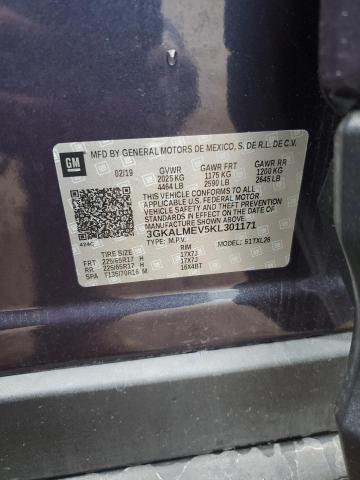 GM
MFD BY GENERAL MOTORS DE MEXICO, S. DE R.L. DE C.V.
02/19 GVWR GAWR FRT GAWR RR
2025 KG 1175 KG 1200 KG
4464 LB 2590 LB 2645 LB
THIS VEHICLE CONFORMS TO ALL
APPLICABLE U.S. FEDERAL MOTOR
VEHICLE SAFETY, BUMPER, AND THEFT
PREVENTION STANDARDS IN EFFECT ON
THE DATE OF MANUFACTURE SHOWN ABOVE.
3GKALMEV5KL301171
424C TYPE: M.P.V. MODEL: 51TXL26
TIRE SIZE RIM
FRT 225/65R17 H 17X7J
RR 225/65R17 H 17X7J
SPA T135/70R16 M 16X4BT